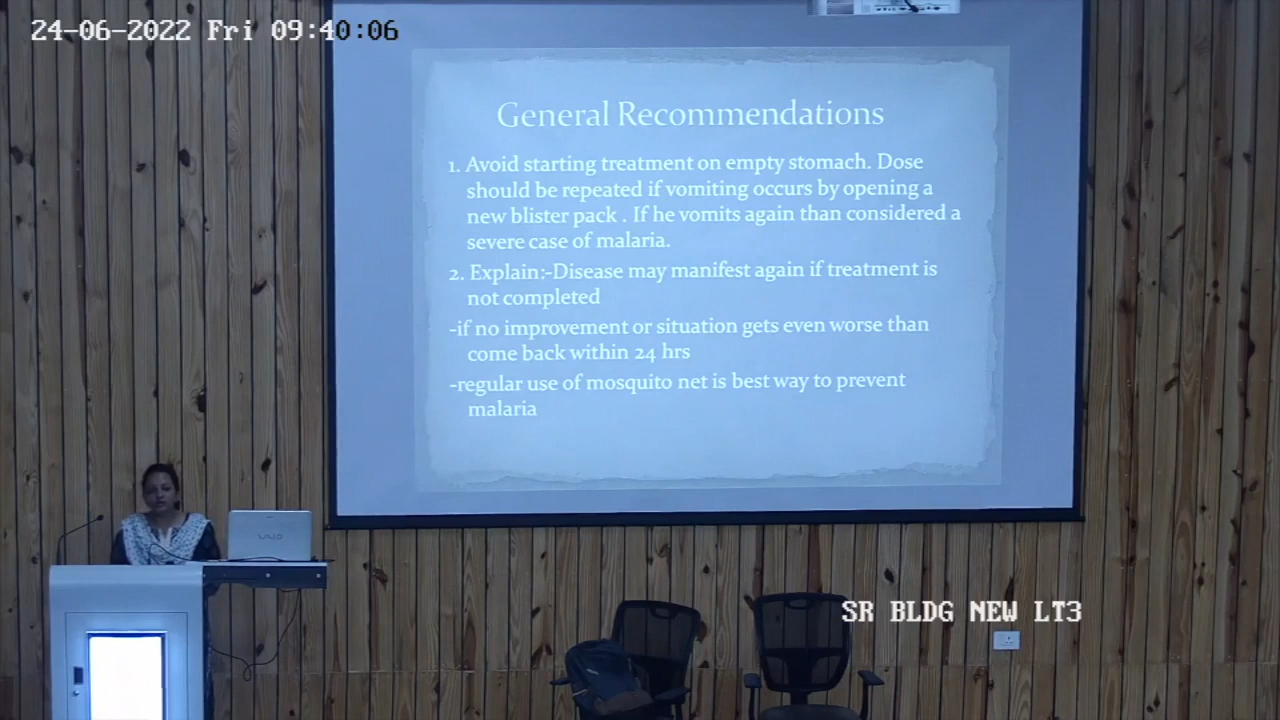 24-06-2022 Fri 09:40:06
General Recommendations
1. Avoid starting treatment on empty stomach. Dose
should be repeated if vomiting occurs by opening a
new blister pack . If he vomits again than considered a
severe case of malaria.
2. Explain:-Disease may manifest again if treatment is
not completed
-if no improvement or situation gets even worse than
come back within 24 hrs
-regular use of mosquito net is best way to prevent
malaria
VAIO
SR BLDG NEW LT3